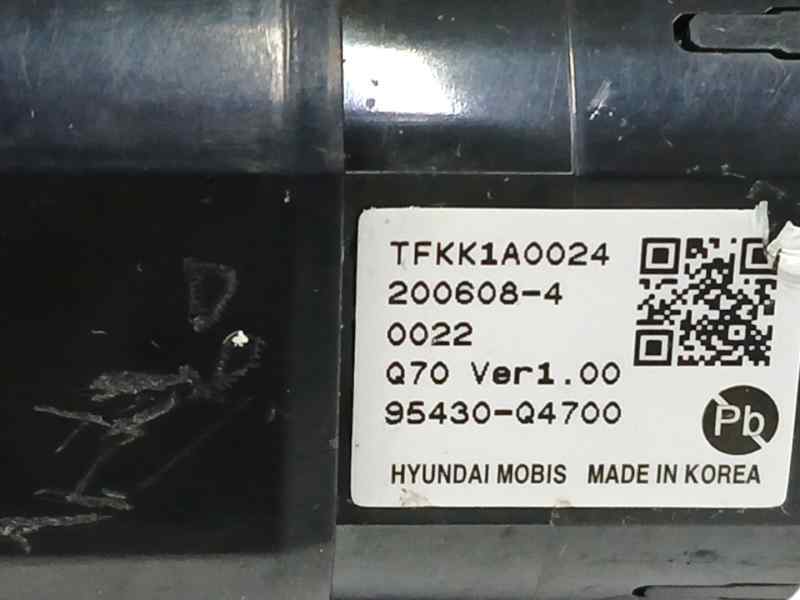 TFKK1A0024
200608-4
0022
Q70 Ver1.00
95430-Q4700
Pb
HYUNDAI MOBIS MADE IN KOREA